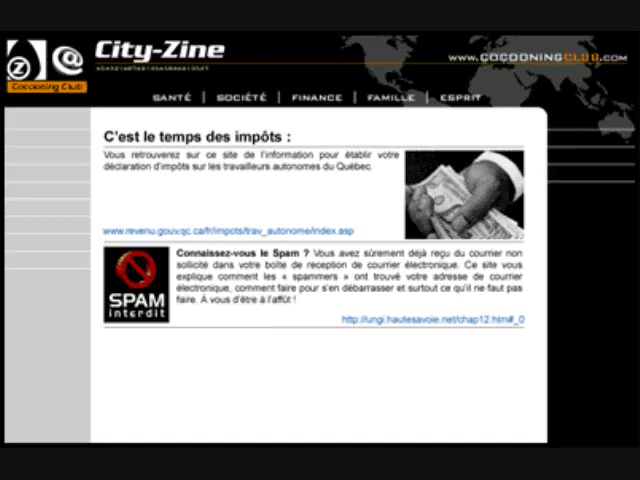 City-Zine
www.COCOONINGCLUB.com
Cocooning Club
SANTÉ | SOCIÉTÉ | FINANCE | FAMILLE | ESPRIT
C'est le temps des impôts :
Vous retrouverez sur ce site de l'information pour établir votre
déclaration d'impôts sur les travailleurs autonomes du Québec.
www.revenu.gouv.qc.ca/fr/impots/trav_autonome/index.asp
Connaissez-vous le Spam ? Vous avez sûrement déjà reçu du courrier non
sollicité dans votre boîte de reception de courrier électronique. Ce site vous
explique comment les « spammers » ont trouvé votre adresse de courrier
électronique, comment faire pour s'en débarrasser et surtout ce qu'il ne faut pas
faire. À vous d'être à l'affût !
SPAM
interdit
http://ungi.hautesavoie.net/chap12.htm#_0